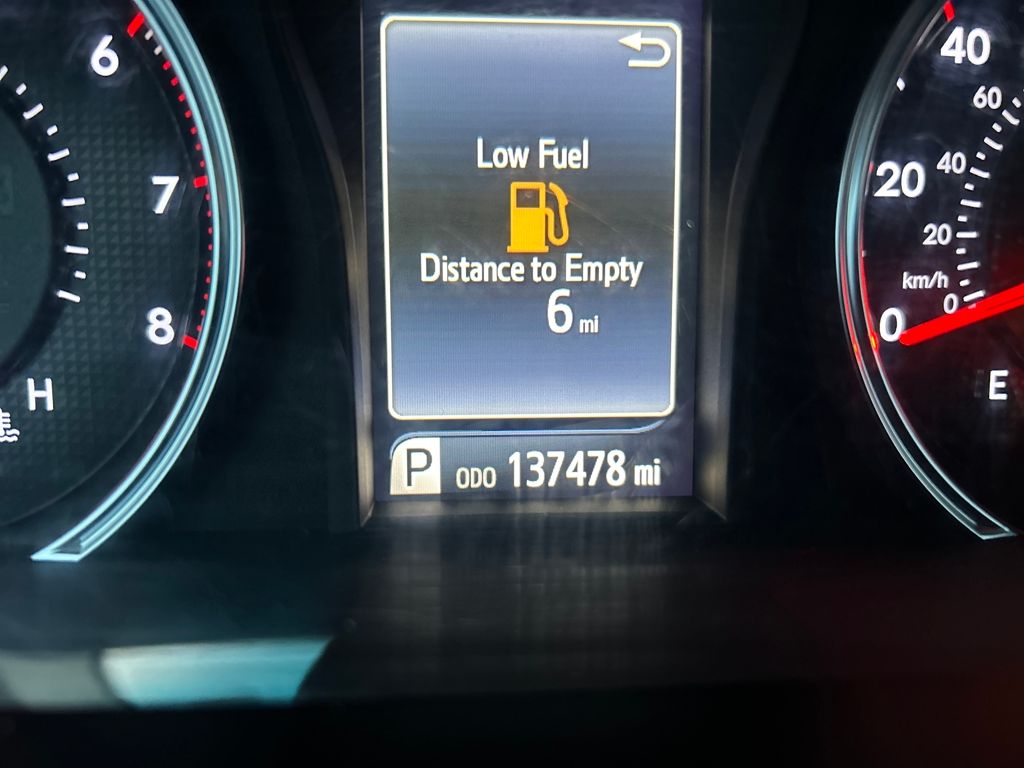 6
7
8
H
Low Fuel
Distance to Empty
6 mi
P ODO 137478 mi
40
60
20 40
20
km/h
0 0
E